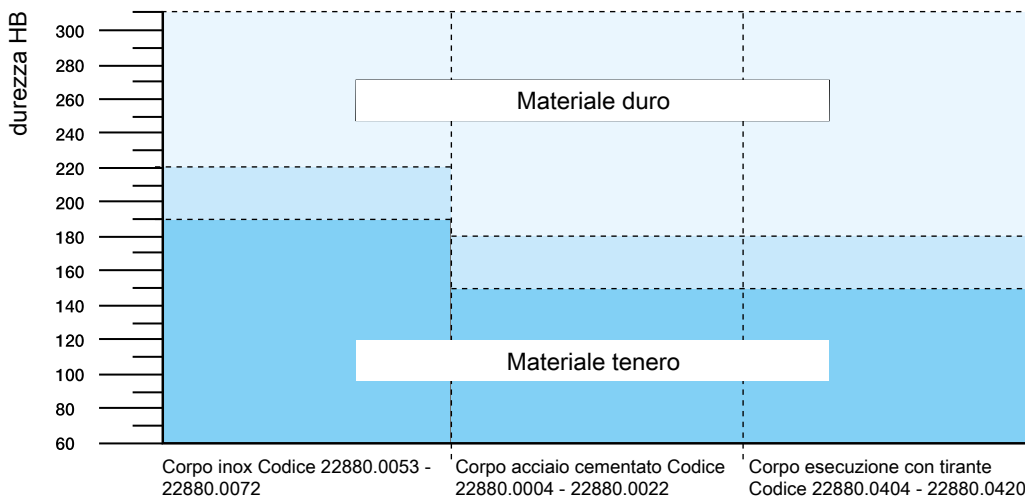 durezza HB
300
280
260
240
220
200
180
160
140
120
100
80
60
Materiale duro
Materiale tenero
Corpo inox Codice 22880.0053 -
22880.0072
Corpo acciaio cementato Codice
22880.0004 - 22880.0022
Corpo esecuzione con tirante
Codice 22880.0404 - 22880.0420